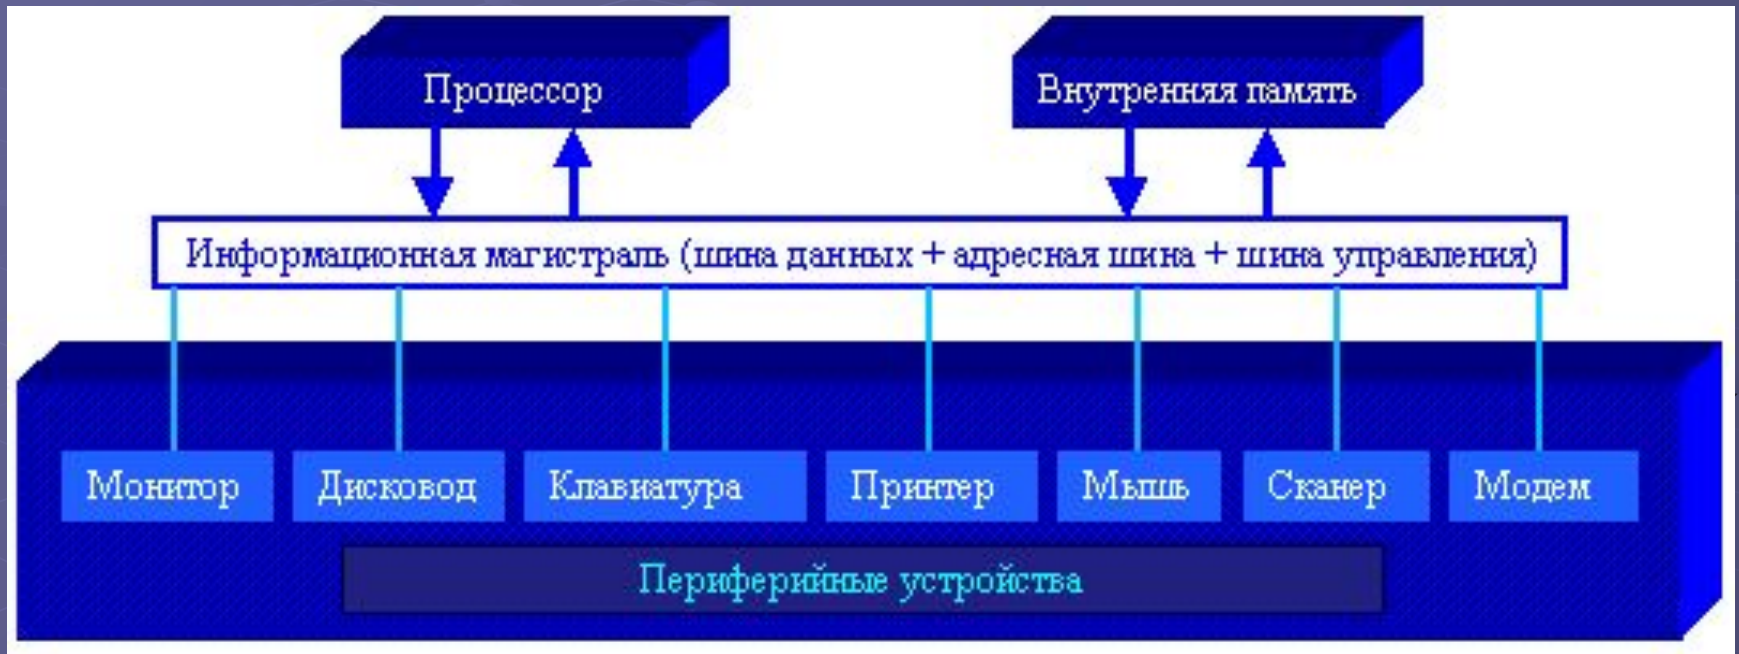 Процессор
Внутренняя память
Информационная магистраль (шина данных + адресная шина + шина управления)
Монитор
Дисковод
Клавиатура
Принтер
Мышь
Сканер
Модем
Периферийные устройства